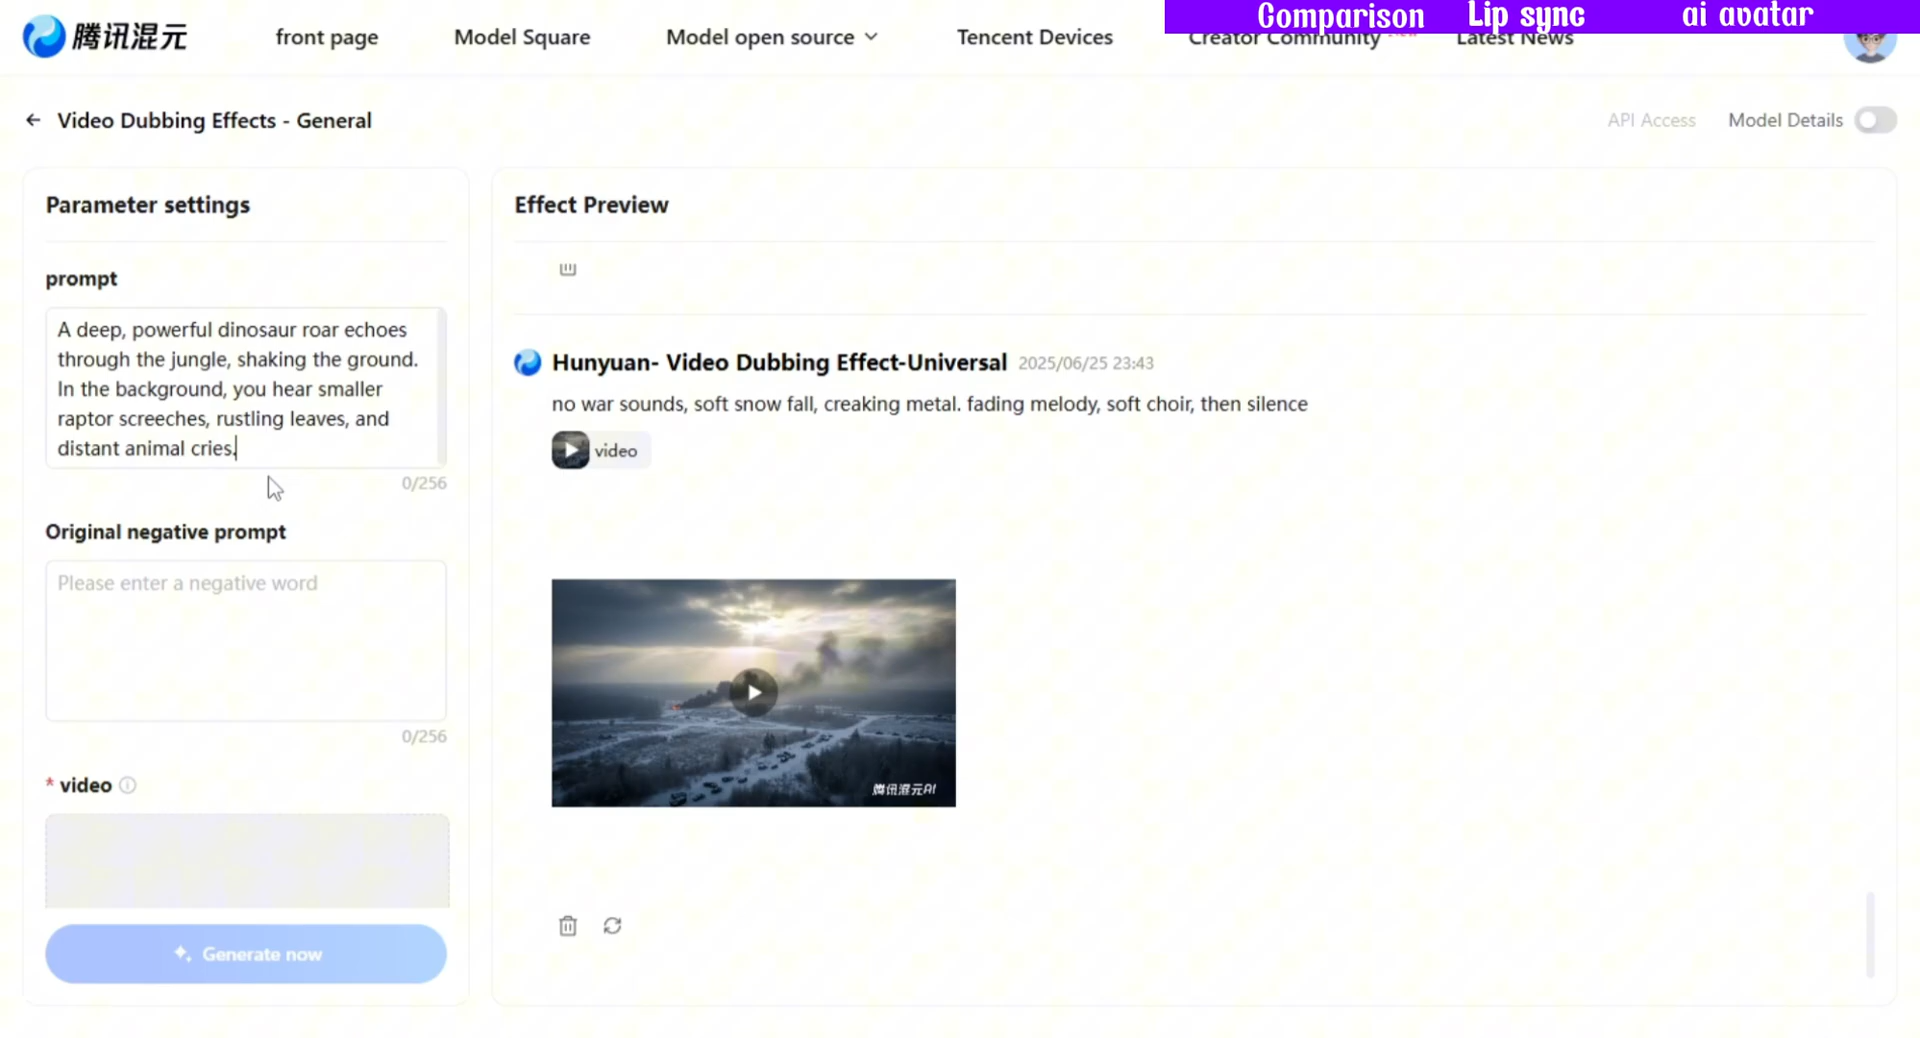 Comparison Lip sync ai avatar
腾讯混元 front page Model Square Model open source Tencent Devices Creator Community Latest News
Video Dubbing Effects - General API Access Model Details
Parameter settings
prompt
A deep, powerful dinosaur roar echoes
through the jungle, shaking the ground.
In the background, you hear smaller
raptor screeches, rustling leaves, and
distant animal cries.
0/256
Original negative prompt
Please enter a negative word
0/256
* video
Generate now
Effect Preview
Hunyuan- Video Dubbing Effect-Universal 2025/06/25 23:43
no war sounds, soft snow fall, creaking metal. fading melody, soft choir, then silence
video
腾讯混元AI